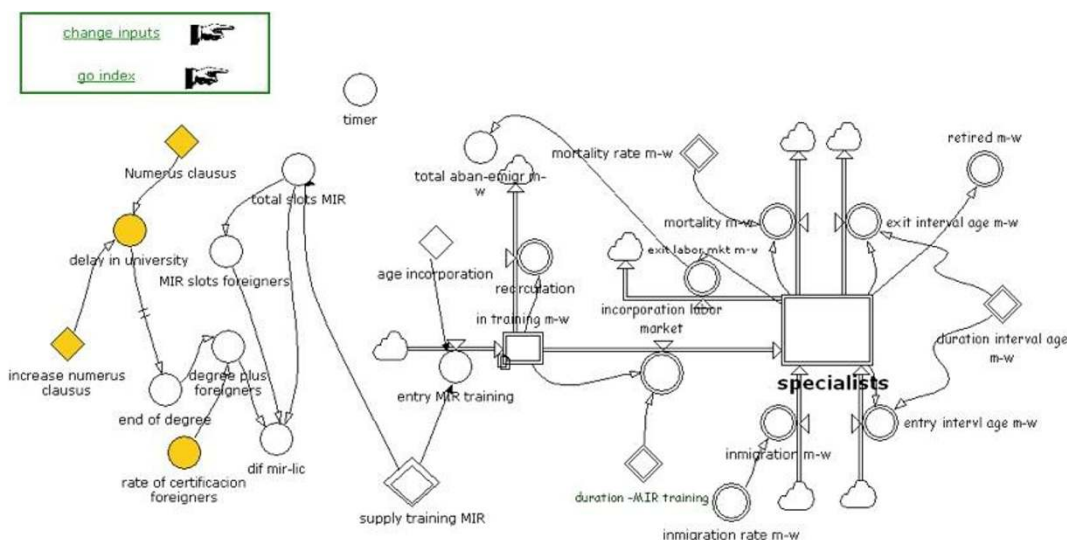 change inputs
go index
timer
Numerus clausus
total slots MIR
delay in university
MIR slots foreigners
increase numerus
clausus
degree plus
foreigners
end of degree
rate of certificacion
foreigners
dif mir-lic
supply training MIR
age incorporation
entry MIR training
total aban-emigr m-
w
recirculation
in training m-w
mortality rate m-w
mortality m-w
exit labor mkt m-w
incorporation labor
market
retired m-w
exit interval age m-w
duration interval age
m-w
specialists
entry intervl age m-w
inmigration m-w
duration -MIR training
inmigration rate m-w